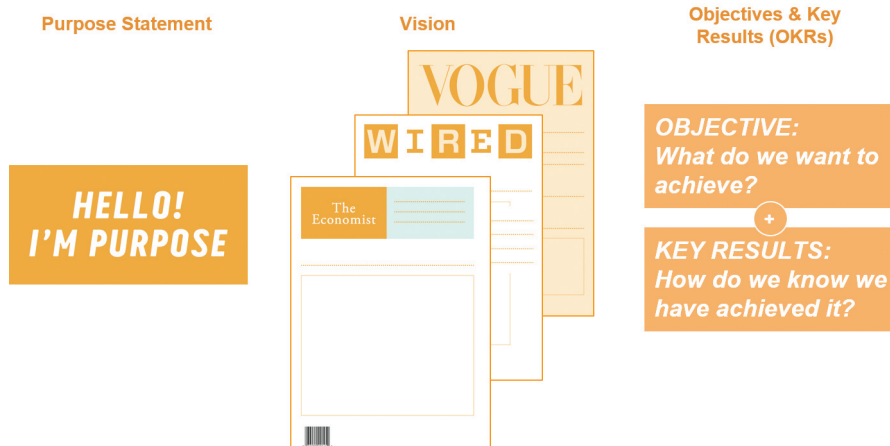 Purpose Statement
HELLO!
I'M PURPOSE
Vision
VOGUE
WIRED
The
Economist
Objectives & Key
Results (OKRs)
OBJECTIVE:
What do we want to
achieve?
+
KEY RESULTS:
How do we know we
have achieved it?